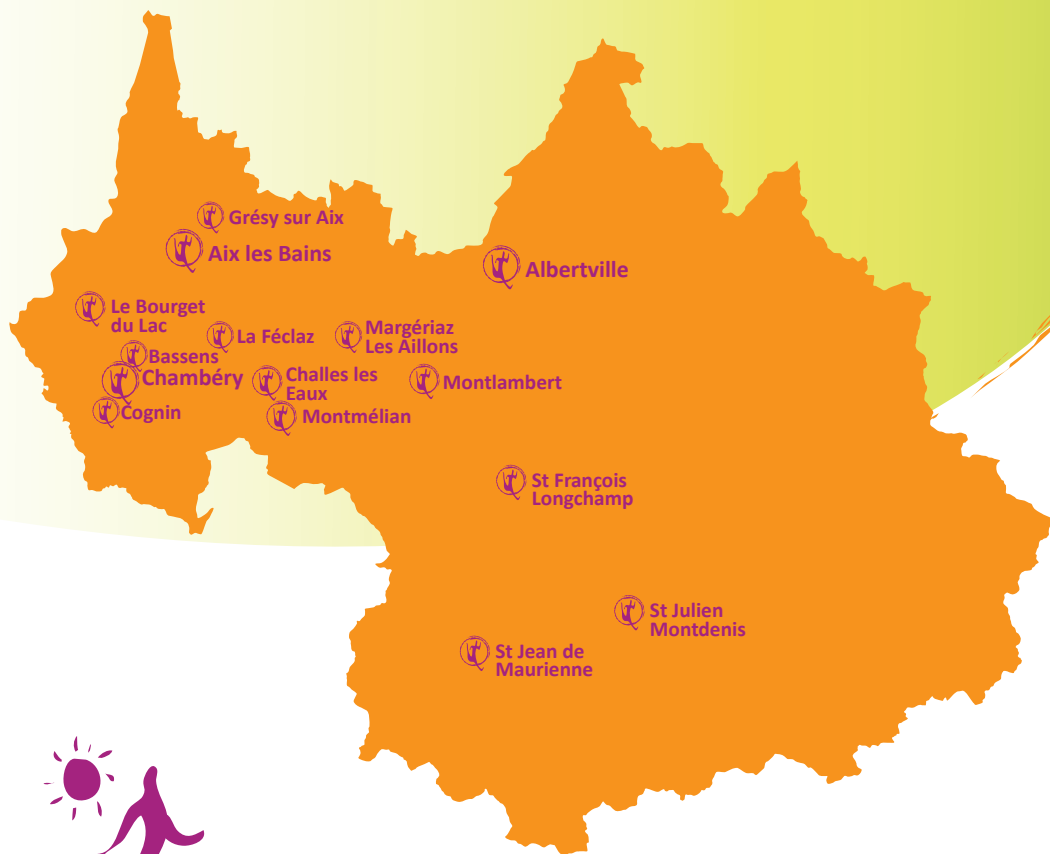 Grésy sur Aix
Aix les Bains
Albertville
Le Bourget
du Lac
La Féclaz
Margériaz
Les Aillons
Bassens
Chambéry
Challes les
Eaux
Montlambert
Cognin
Montmélian
St François
Longchamp
St Julien
Montdenis
St Jean de
Maurienne